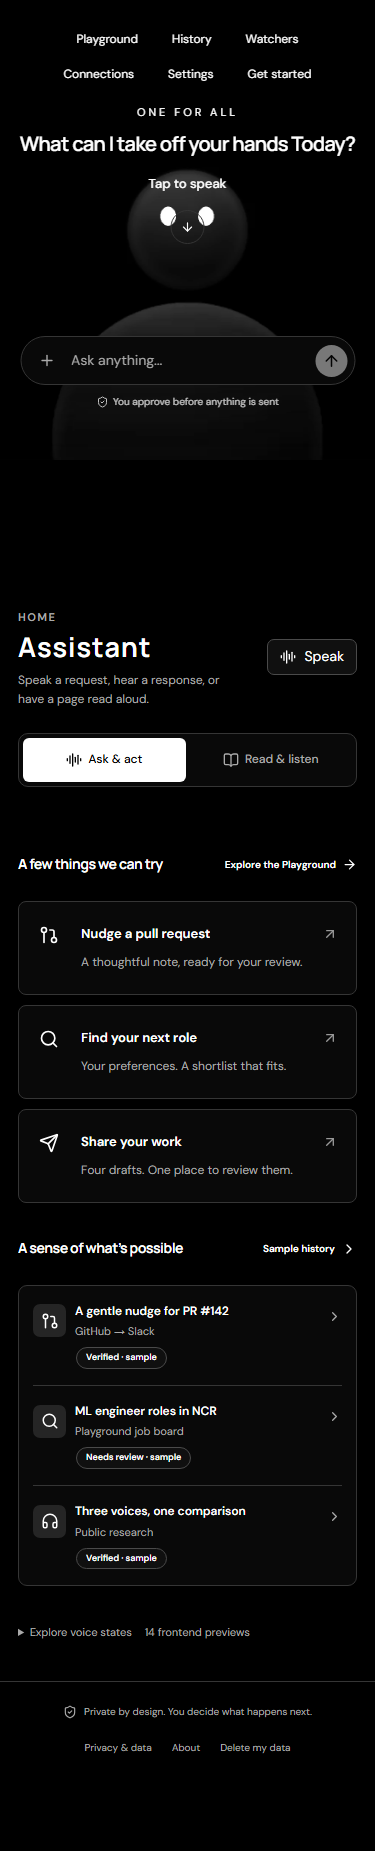 Playground History Watchers
Connections Settings Get started
ONE FOR ALL
What can I take off your hands Today?
Tap to speak
Ask anything...
You approve before anything is sent
HOME
Assistant
Speak
Speak a request, hear a response, or
have a page read aloud.
Ask & act
Read & listen
A few things we can try
Explore the Playground
Nudge a pull request
A thoughtful note, ready for your review.
Find your next role
Your preferences. A shortlist that fits.
Share your work
Four drafts. One place to review them.
A sense of what's possible
Sample history
A gentle nudge for PR #142
GitHub → Slack
Verified · sample
ML engineer roles in NCR
Playground job board
Needs review · sample
Three voices, one comparison
Public research
Verified · sample
Explore voice states 14 frontend previews
Private by design. You decide what happens next.
Privacy & data About Delete my data